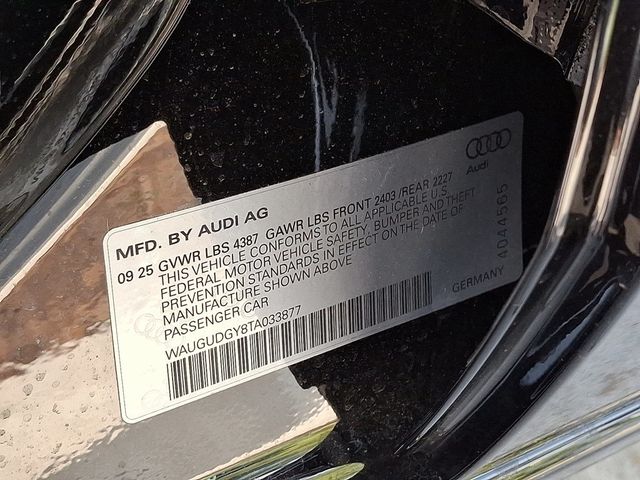 Audi
MFD. BY AUDI AG
09 25 GVWR LBS 4387 GAWR LBS FRONT 2403 /REAR 2227
THIS VEHICLE CONFORMS TO ALL APPLICABLE U.S.
FEDERAL MOTOR VEHICLE SAFETY, BUMPER AND THEFT
PREVENTION STANDARDS IN EFFECT ON THE DATE OF
MANUFACTURE SHOWN ABOVE
PASSENGER CAR
WAUGUDGY8TA033877
GERMANY
4044565